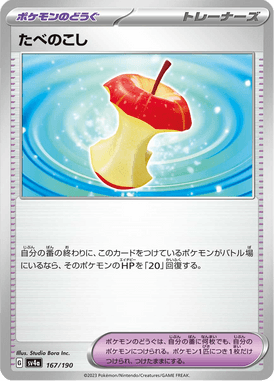 ポケモンのどうぐ トレーナーズ
たべのこし
自分の番の終わりに、このカードをつけているポケモンがバトル場
にいるなら、そのポケモンのHPを「20」回復する。
ポケモンのどうぐは、自分の番に何枚でも、自分の
ポケモンにつけられる。ポケモン1匹につき1枚だけ
つけられ、つけたままにする。
Illus. Studio Bora Inc.
G sv4a 167/190
©2023 Pokémon/Nintendo/Creatures/GAME FREAK.